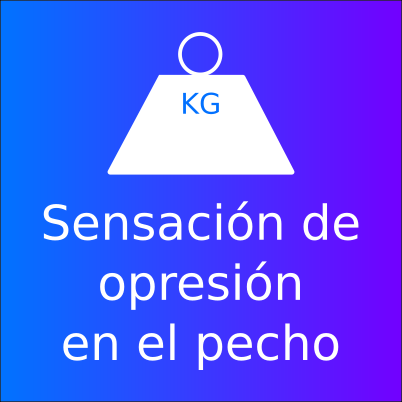 KG
Sensación de
opresión
en el pecho